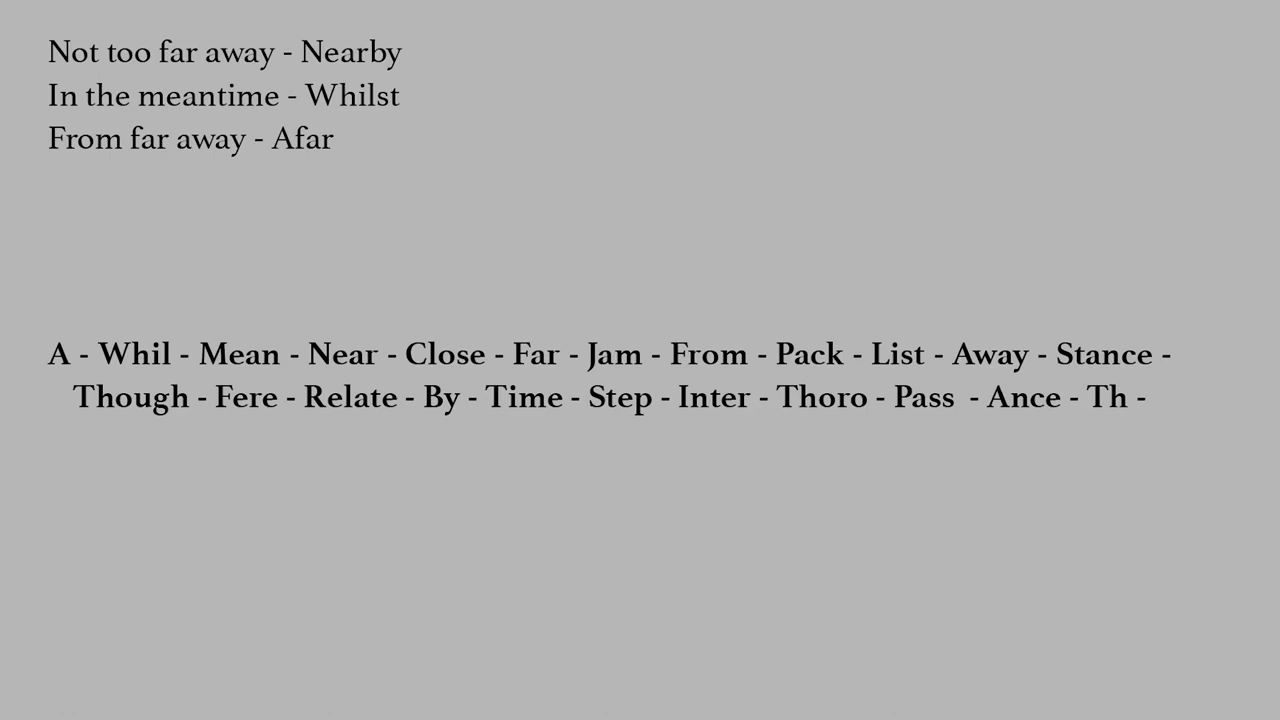 Not too far away - Nearby
In the meantime - Whilst
From far away - Afar
A - Whil - Mean - Near - Close - Far - Jam - From - Pack - List - Away - Stance -
Though - Fere - Relate - By - Time - Step - Inter - Thoro - Pass - Ance - Th -